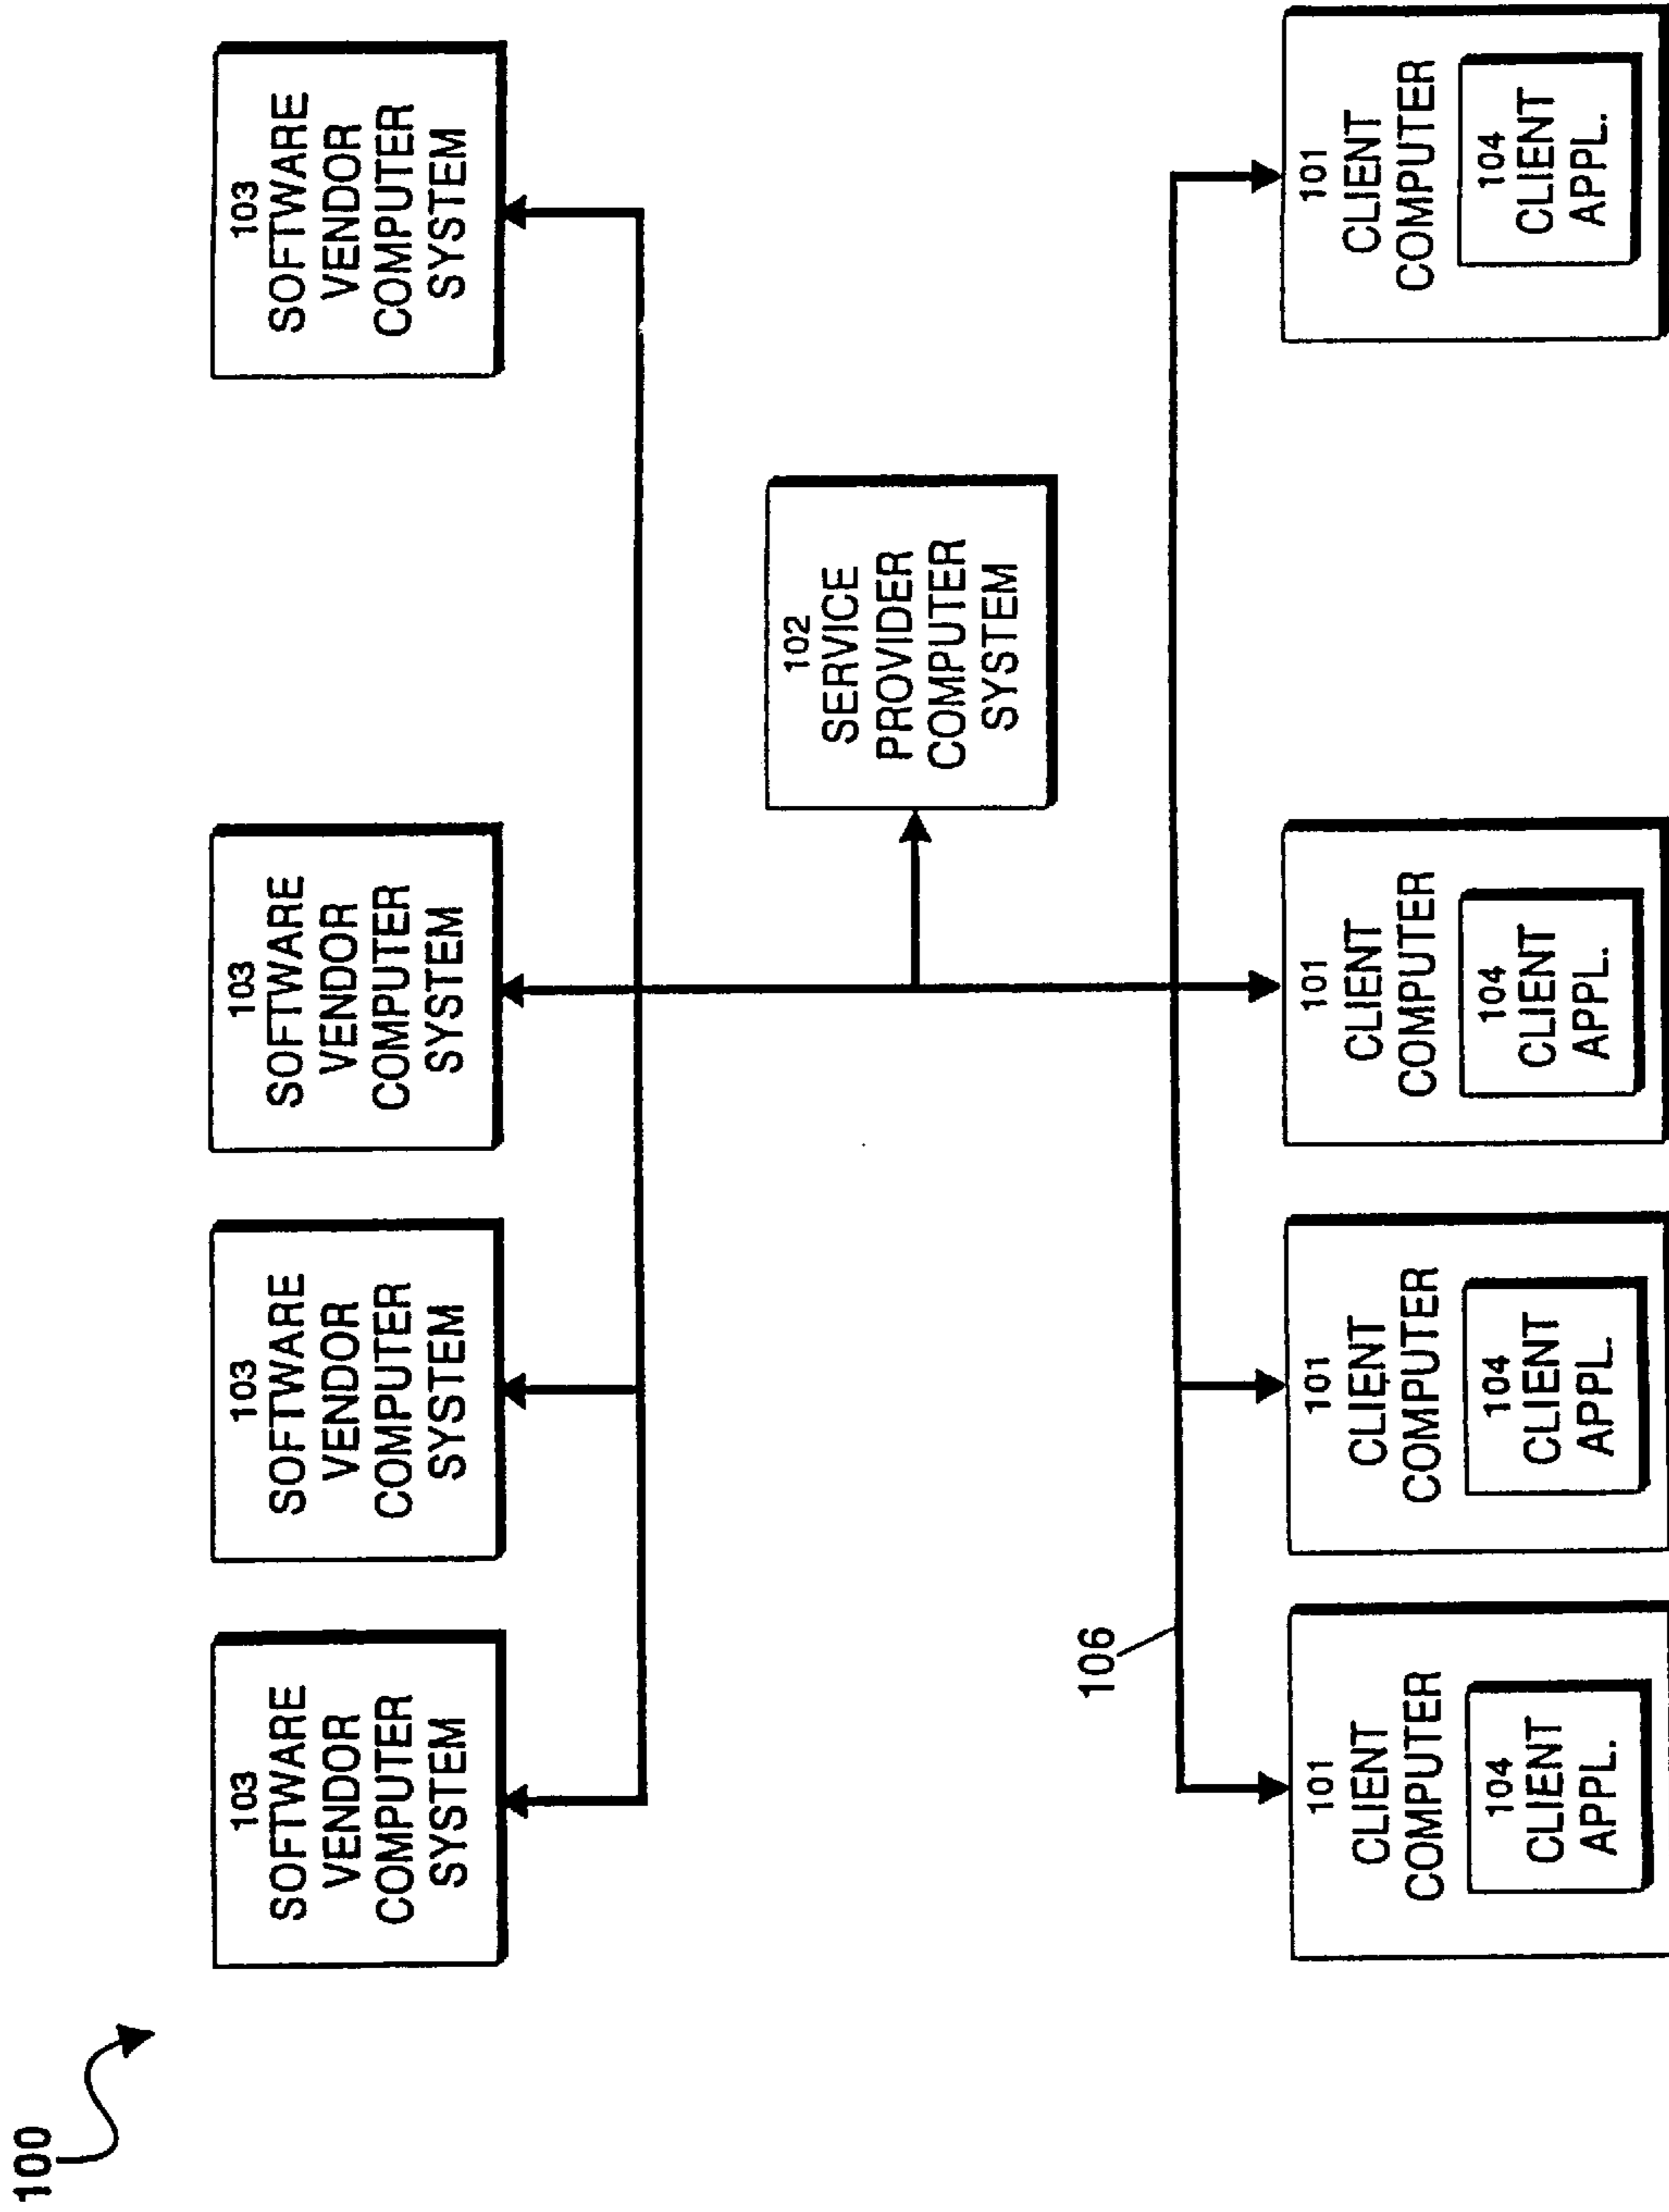 100
103
SOFTWARE
VENDOR
COMPUTER
SYSTEM
103
SOFTWARE
VENDOR
COMPUTER
SYSTEM
103
SOFTWARE
VENDOR
COMPUTER
SYSTEM
103
SOFTWARE
VENDOR
COMPUTER
SYSTEM
102
SERVICE
PROVIDER
COMPUTER
SYSTEM
106
101
CLIENT
COMPUTER
104
CLIENT
APPL.
101
CLIENT
COMPUTER
104
CLIENT
APPL.
101
CLIENT
COMPUTER
104
CLIENT
APPL.
101
CLIENT
COMPUTER
104
CLIENT
APPL.